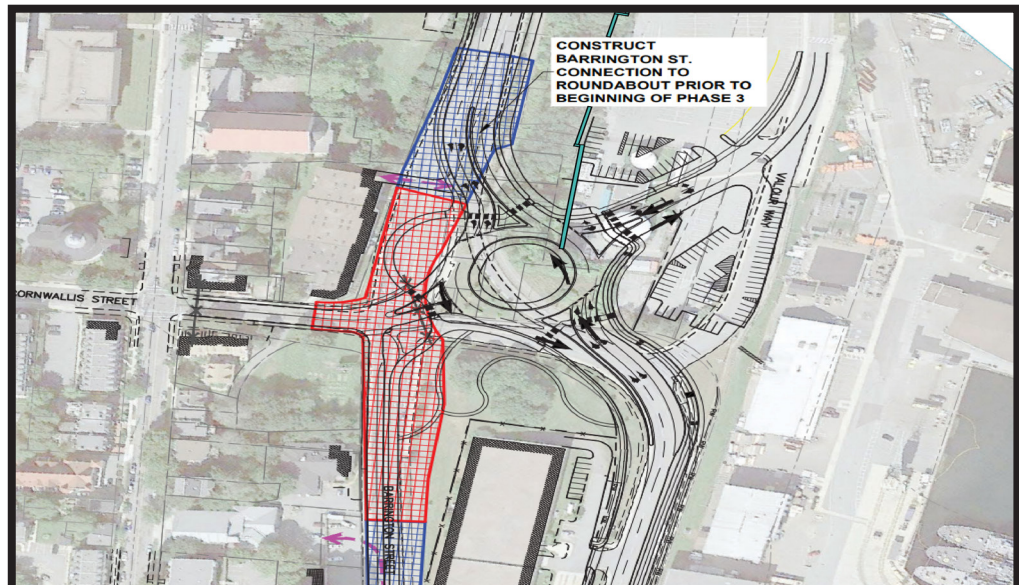 CONSTRUCT
BARRINGTON ST.
CONNECTION TO
ROUNDABOUT PRIOR TO
BEGINNING OF PHASE 3
VALOUR WAY
CORNWALLIS STREET
BARRINGTON STREET